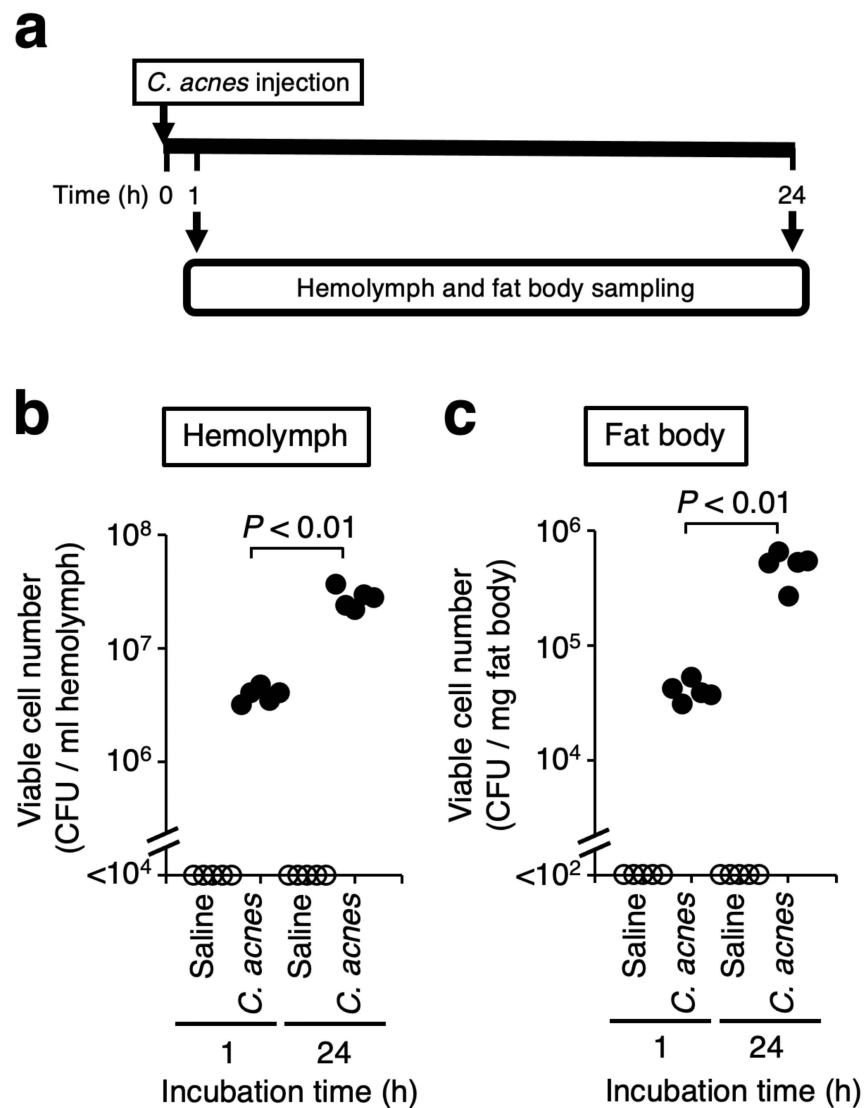 a
C. acnes injection
Time (h) 0 1 24
Hemolymph and fat body sampling
b
Hemolymph
P < 0.01
Viable cell number
(CFU / ml hemolymph)
10⁸
10⁷
10⁶
<10⁴
Saline
C. acnes
Saline
C. acnes
1 24
Incubation time (h)
c
Fat body
P < 0.01
Viable cell number
(CFU / mg fat body)
10⁶
10⁵
10⁴
<10²
Saline
C. acnes
Saline
C. acnes
1 24
Incubation time (h)